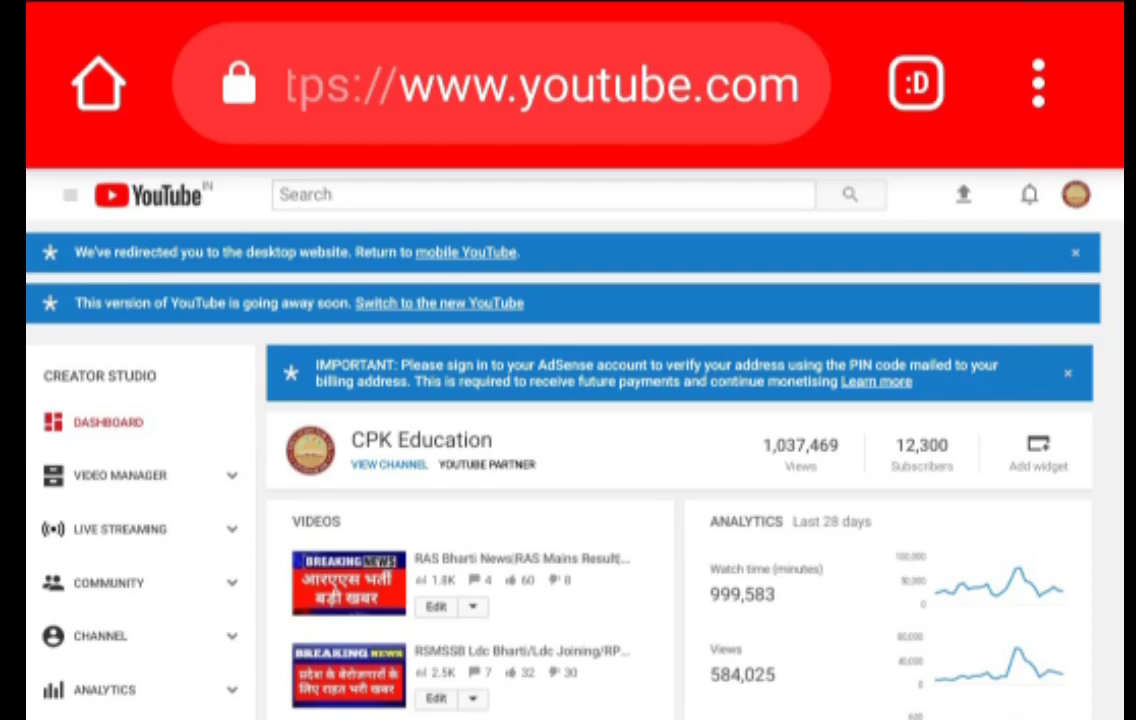 tps://www.youtube.com
:D
YouTube IN
Search
We've redirected you to the desktop website. Return to mobile YouTube.
×
This version of YouTube is going away soon. Switch to the new YouTube
CREATOR STUDIO
IMPORTANT: Please sign in to your AdSense account to verify your address using the PIN code mailed to your
billing address. This is required to receive future payments and continue monetising Learn more
×
DASHBOARD
VIDEO MANAGER
LIVE STREAMING
COMMUNITY
CHANNEL
ANALYTICS
CPK Education
VIEW CHANNEL YOUTUBE PARTNER
1,037,469
Views
12,300
Subscribers
Add widget
VIDEOS
BREAKING NEWS
आरएएस भर्ती
बड़ी खबर
RAS Bharti News|RAS Mains Result|...
1.8K 4 60 8
Edit
BREAKING NEWS
प्रदेश के बेरोजगारों के
लिए राहत भरी खबर
RSMSSB Ldc Bharti/Ldc Joining/RP...
2.5K 7 32 30
Edit
ANALYTICS Last 28 days
Watch time (minutes)
999,583
100,000
50,000
0
Views
584,025
80,000
40,000
0
600